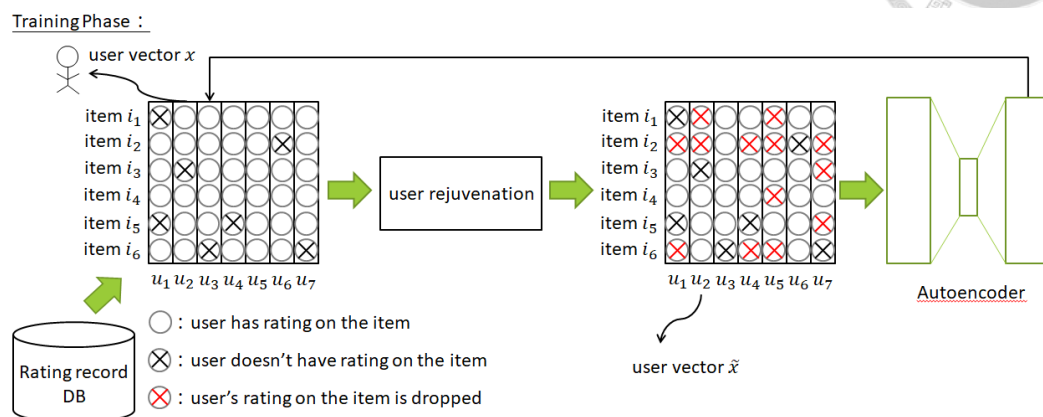 Training Phase :
user vector x
item i₁
item i₂
item i₃
item i₄
item i₅
item i₆
u₁ u₂ u₃ u₄ u₅ u₆ u₇
user rejuvenation
item i₁
item i₂
item i₃
item i₄
item i₅
item i₆
u₁ u₂ u₃ u₄ u₅ u₆ u₇
user vector x̃
Autoencoder
Rating record
DB
: user has rating on the item
: user doesn't have rating on the item
: user's rating on the item is dropped